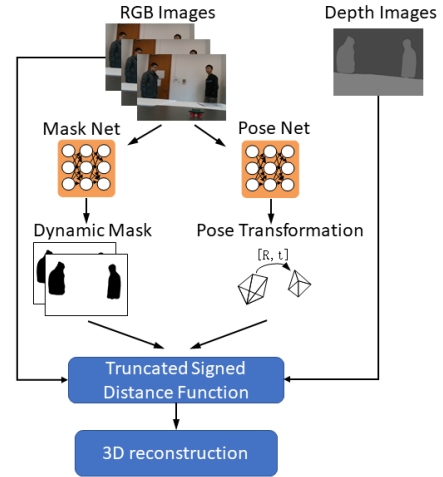 RGB Images
Depth Images
Mask Net
Pose Net
Dynamic Mask
Pose Transformation
[R, t]
Truncated Signed
Distance Function
3D reconstruction